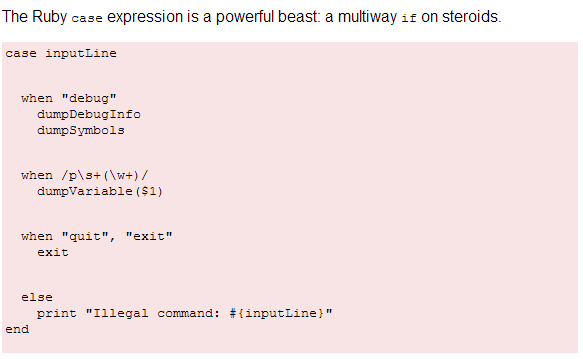 The Ruby case expression is a powerful beast: a multiway if on steroids.
case inputLine
  when "debug"
    dumpDebugInfo
    dumpSymbols
  when /p\s+(\w+)/
    dumpVariable($1)
  when "quit", "exit"
    exit
  else
    print "Illegal command: #{inputLine}"
end